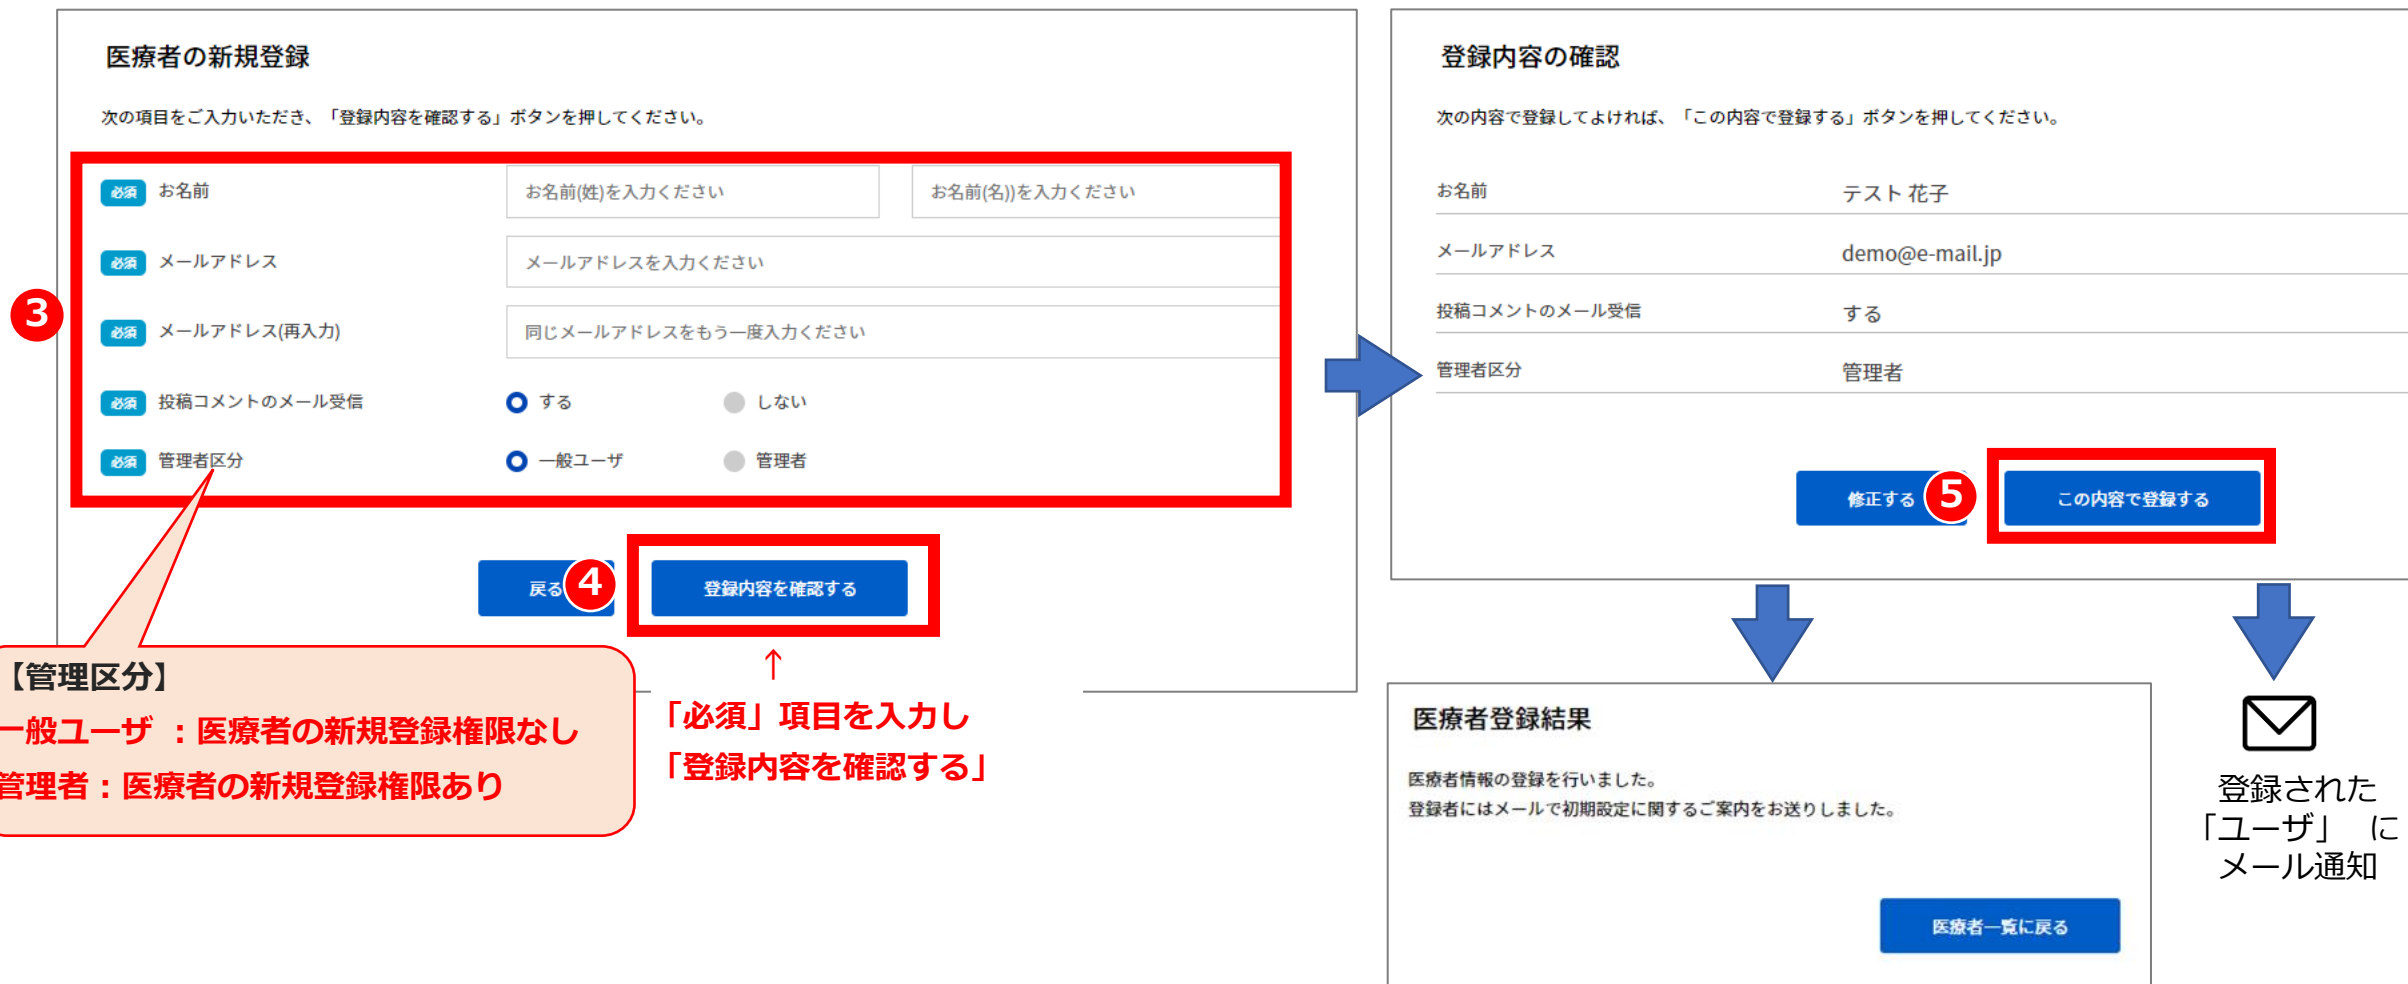 医療者の新規登録
次の項目をご入力いただき、「登録内容を確認する」ボタンを押してください。
③
必須 お名前 お名前(姓)を入力ください お名前(名))を入力ください
必須 メールアドレス メールアドレスを入力ください
必須 メールアドレス(再入力) 同じメールアドレスをもう一度入力ください
必須 投稿コメントのメール受信 する しない
必須 管理者区分 一般ユーザ 管理者
戻る ④ 登録内容を確認する
【管理区分】
一般ユーザ ：医療者の新規登録権限なし
管理者：医療者の新規登録権限あり
↑
「必須」項目を入力し
「登録内容を確認する」
登録内容の確認
次の内容で登録してよければ、「この内容で登録する」ボタンを押してください。
お名前 テスト 花子
メールアドレス demo@e-mail.jp
投稿コメントのメール受信 する
管理者区分 管理者
修正する ⑤ この内容で登録する
医療者登録結果
医療者情報の登録を行いました。
登録者にはメールで初期設定に関するご案内をお送りしました。
医療者一覧に戻る
登録された
「ユーザ」 に
メール通知